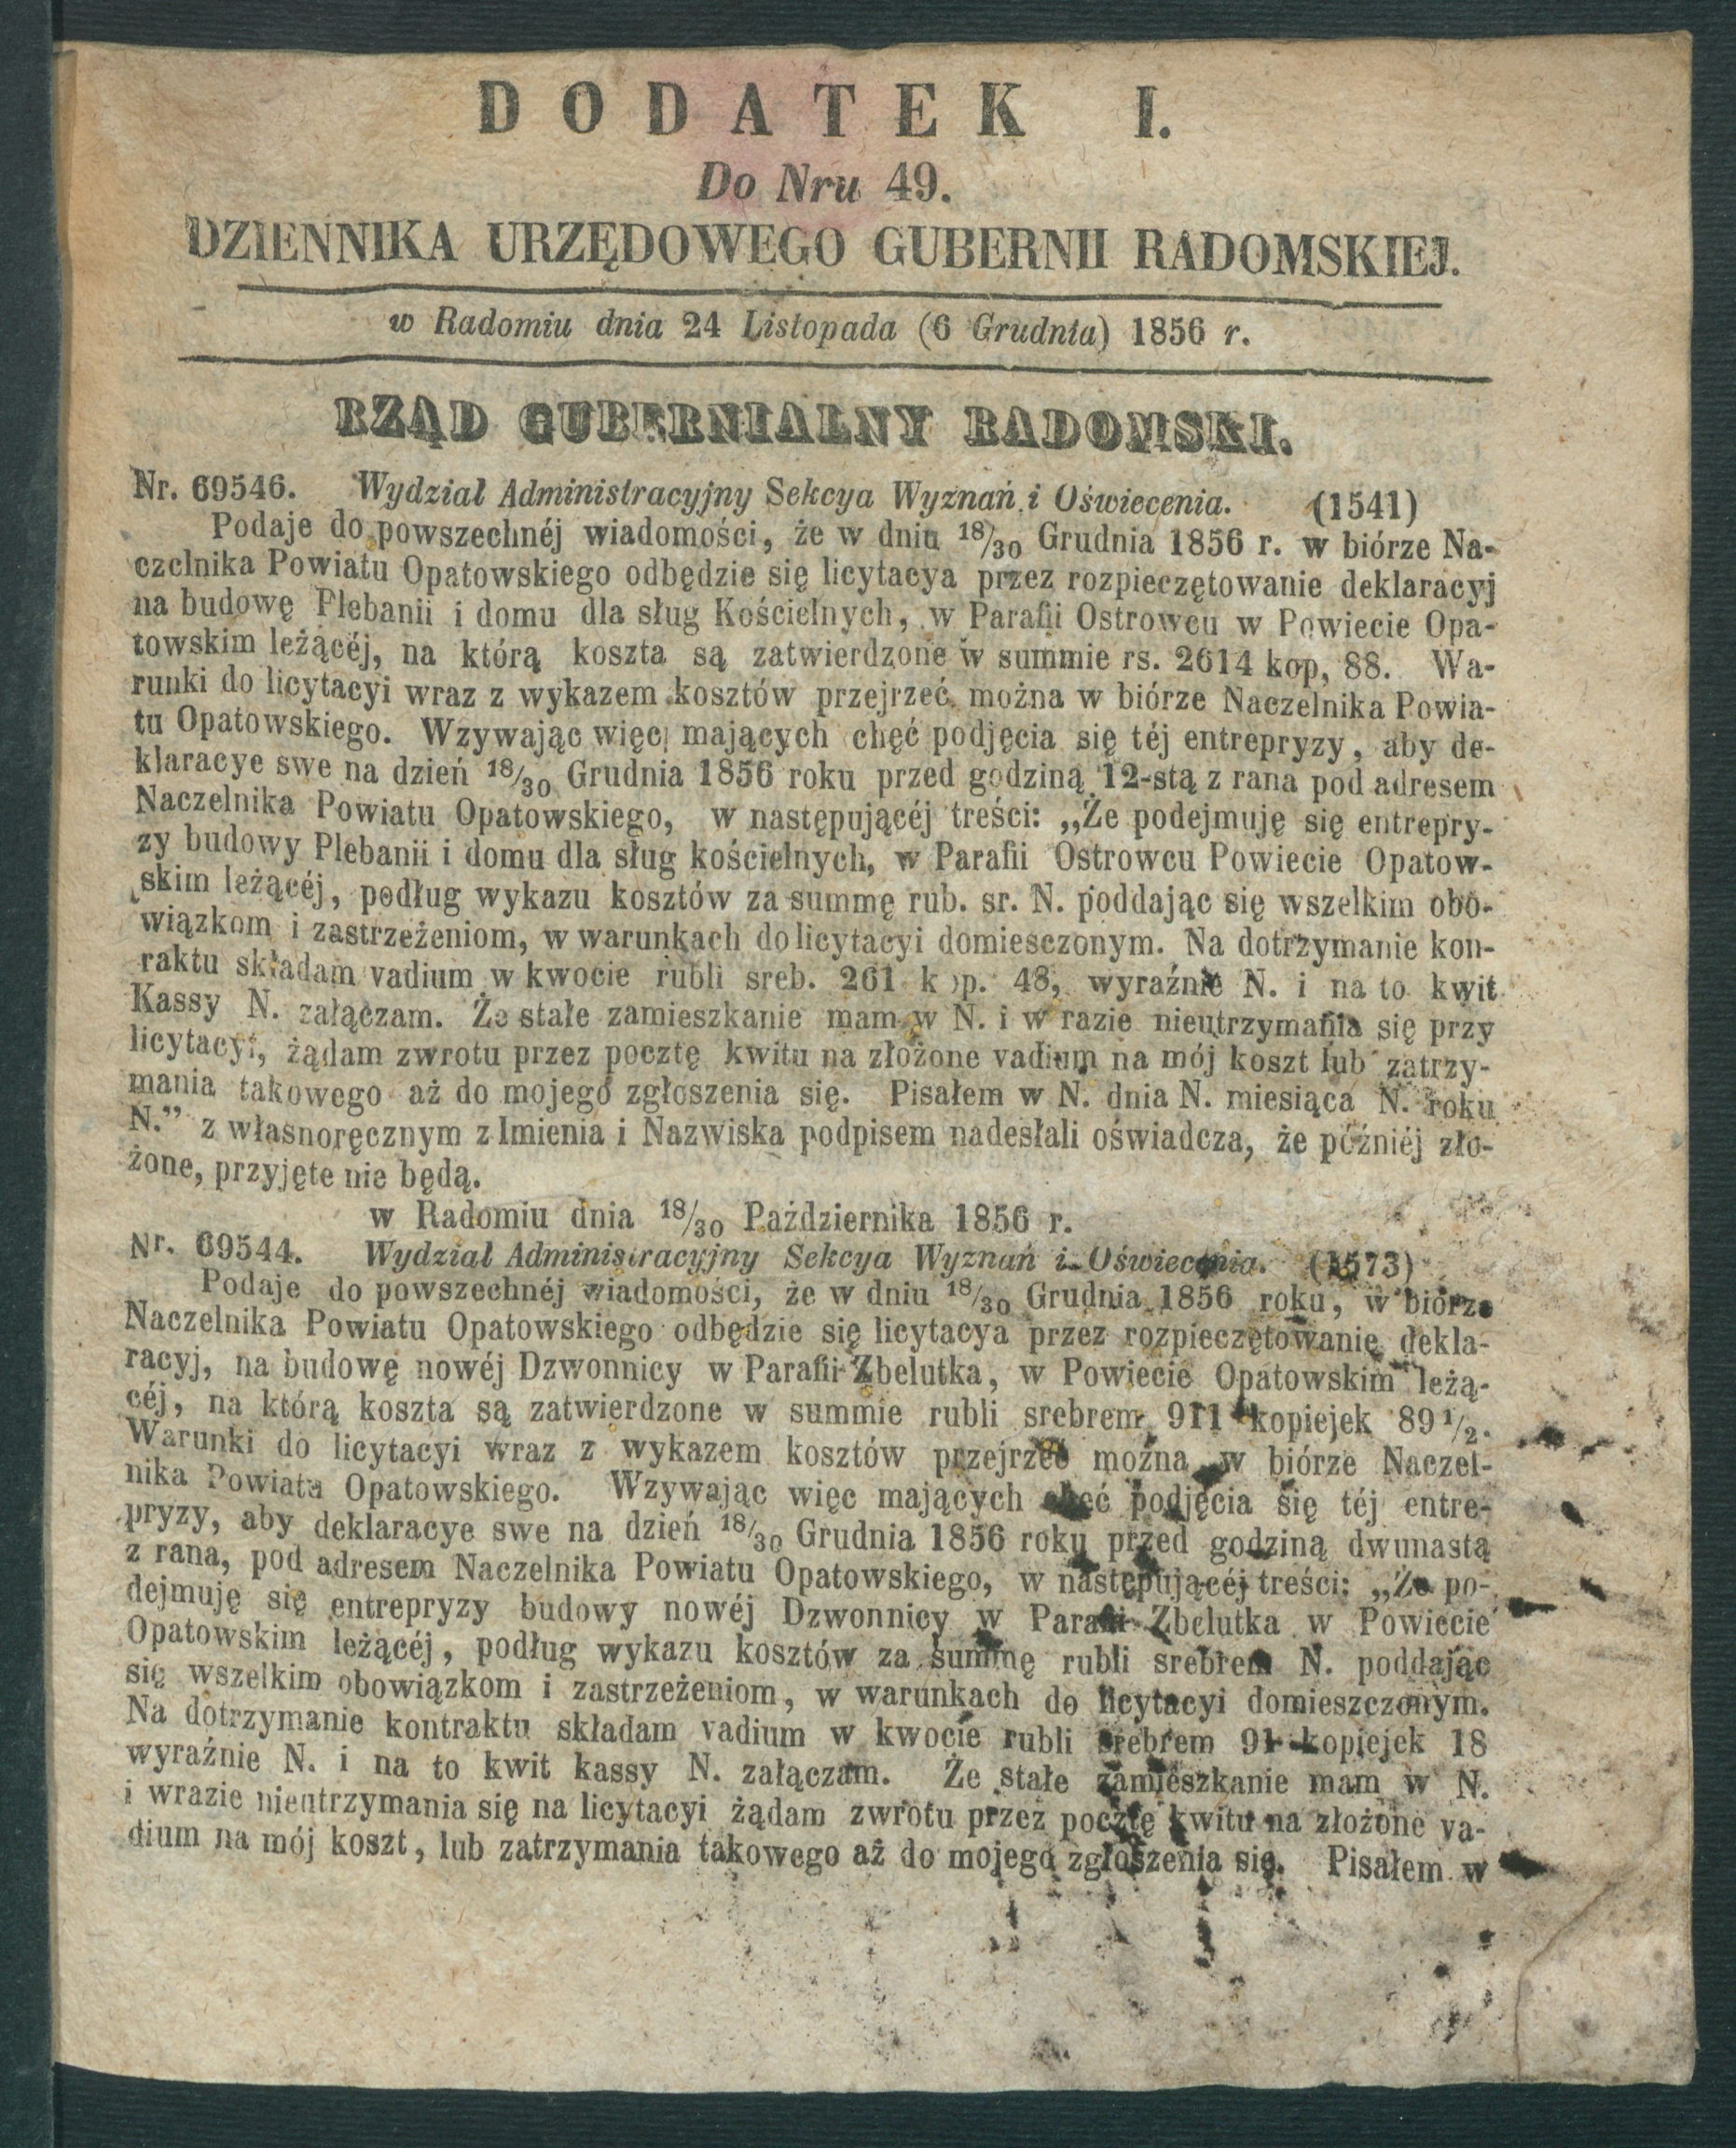 DODATEK I.
Do Nru 49.
DZIENNIKA URZĘDOWEGO GUBERNII RADOMSKIEJ.
w Radomiu dnia 24 Listopada (6 Grudnia) 1856 r.
RZĄD GUBERNIALNY RADOMSKI.
Nr. 69546. Wydział Administracyjny Sekcya Wyznań i Oświecenia. (1541)
Podaje do powszechnéj wiadomości, że w dniu 18/30 Grudnia 1856 r. w biórze Na-
czelnika Powiatu Opatowskiego odbędzie się licytacya przez rozpieczętowanie deklaracyj
na budowę Plebanii i domu dla sług Kościelnych, w Parafii Ostrowcu w Powiecie Opa-
towskim leżącéj, na którą koszta są zatwierdzone w summie rs. 2614 kop, 88. Wa-
runki do licytacyi wraz z wykazem kosztów przejrzeć można w biórze Naczelnika Powia-
tu Opatowskiego. Wzywając więc mających chęć podjęcia się téj entrepryzy, aby de-
klaracye swe na dzień 18/30 Grudnia 1856 roku przed godziną 12-stą z rana pod adresem
Naczelnika Powiatu Opatowskiego, w następującéj treści: „Że podejmuję się entrepry-
zy budowy Plebanii i domu dla sług kościelnych, w Parafii Ostrowcu Powiecie Opatow-
skim leżącéj, podług wykazu kosztów za summę rub. sr. N. poddając się wszelkim obo-
wiązkom i zastrzeżeniom, w warunkach do licytacyi domiesczonym. Na dotrzymanie kon-
raktu składam vadium w kwocie rubli sreb. 261 kop. 48, wyraźnie N. i na to kwit
Kassy N. załączam. Że stałe zamieszkanie mam w N. i w razie nieutrzymania się przy
licytacyi, żądam zwrotu przez pocztę kwitu na złożone vadium na mój koszt lub zatrzy-
mania takowego aż do mojego zgłoszenia się. Pisałem w N. dnia N. miesiąca N. roku
N.” z własnoręcznym z Imienia i Nazwiska podpisem nadesłali oświadcza, że późniéj zło-
żone, przyjęte nie będą.
w Radomiu dnia 18/30 Października 1856 r.
Nr. 69544. Wydział Administracyjny Sekcya Wyznań i Oświecenia. (1573)
Podaje do powszechnéj wiadomości, że w dniu 18/30 Grudnia 1856 roku, w biórze
Naczelnika Powiatu Opatowskiego odbędzie się licytacya przez rozpieczętowanie dekla-
racyj, na budowę nowéj Dzwonnicy w Parafii Zbelutka, w Powiecie Opatowskim leżą-
céj, na którą koszta są zatwierdzone w summie rubli srebrem 911 kopiejek 89 1/2.
Warunki do licytacyi wraz z wykazem kosztów przejrzeć można w biórze Naczel-
nika Powiatu Opatowskiego. Wzywając więc mających chęć podjęcia się téj entre-
pryzy, aby deklaracye swe na dzień 18/30 Grudnia 1856 roku przed godziną dwunastą
z rana, pod adresem Naczelnika Powiatu Opatowskiego, w następującéj treści: „Że po-
dejmuję się entrepryzy budowy nowéj Dzwonnicy w Parafii Zbelutka w Powiecie
Opatowskim leżącéj, podług wykazu kosztów za summę rubli srebrem N. poddając
się wszelkim obowiązkom i zastrzeżeniom, w warunkach do licytacyi domieszczonym.
Na dotrzymanie kontraktu składam vadium w kwocie rubli srebrem 91 kopiejek 18
wyraźnie N. i na to kwit kassy N. załączam. Że stałe zamieszkanie mam w N.
i wrazie nieutrzymania się na licytacyi żądam zwrotu przez pocztę kwitu na złożone va-
dium na mój koszt, lub zatrzymania takowego aż do mojego zgłoszenia się. Pisałem w